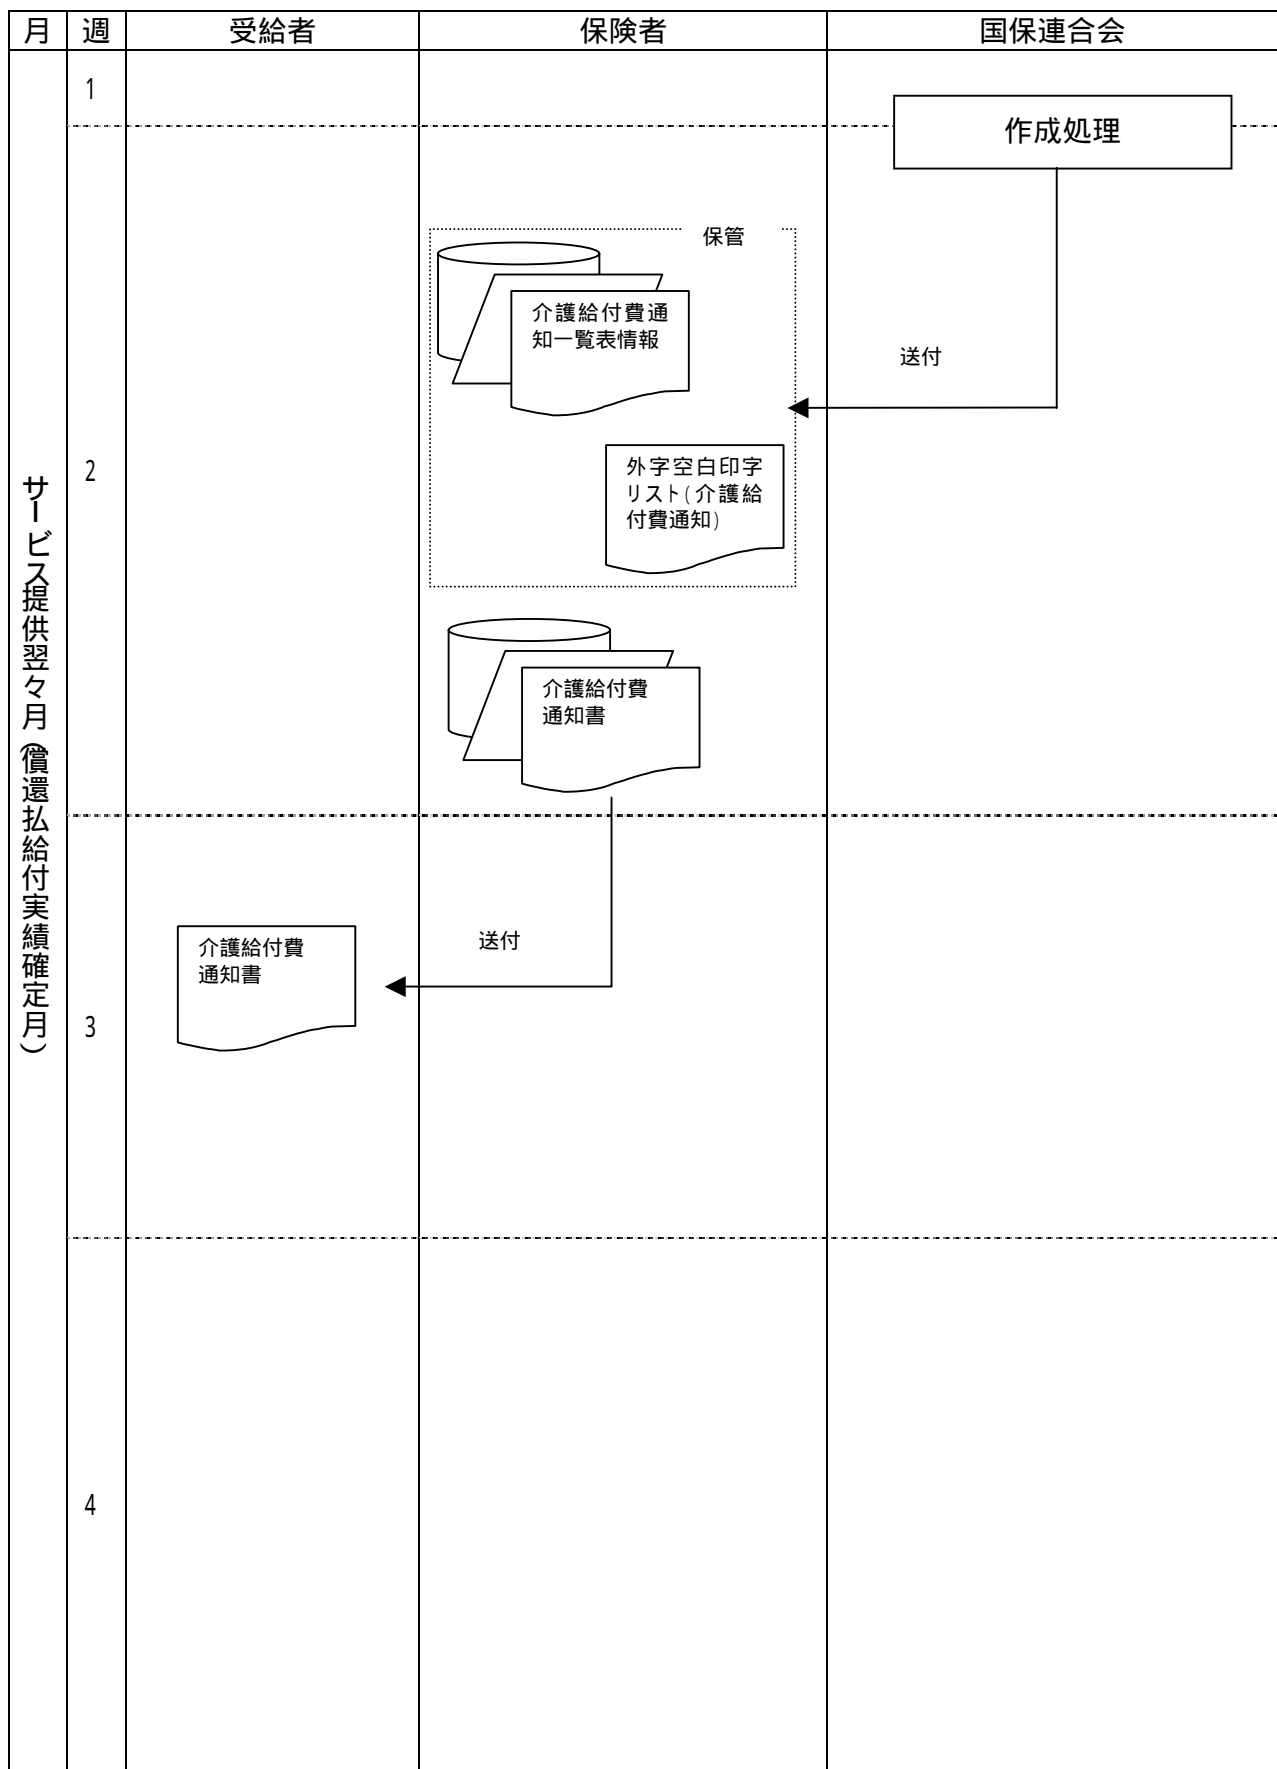 月 週 受給者 保険者 国保連合会
1
作成処理
保管
介護給付費通
知一覧表情報
送付
外字空白印字
リスト(介護給
付費通知)
2
サービス提供翌々月(償還払給付実績確定月)
介護給付費
通知書
介護給付費
通知書
送付
3
4